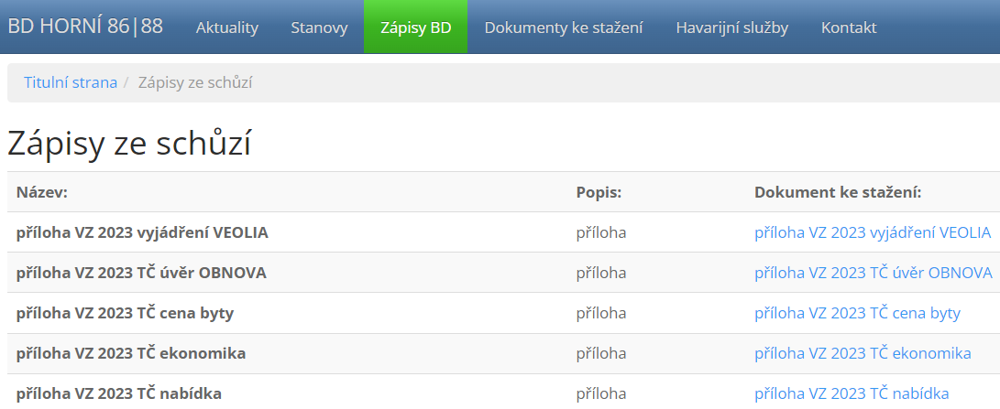 BD HORNÍ 86|88 Aktuality Stanovy Zápisy BD Dokumenty ke stažení Havarijní služby Kontakt
Titulní strana / Zápisy ze schůzí
Zápisy ze schůzí
Název: Popis: Dokument ke stažení:
příloha VZ 2023 vyjádření VEOLIA příloha příloha VZ 2023 vyjádření VEOLIA
příloha VZ 2023 TČ úvěr OBNOVA příloha příloha VZ 2023 TČ úvěr OBNOVA
příloha VZ 2023 TČ cena byty příloha příloha VZ 2023 TČ cena byty
příloha VZ 2023 TČ ekonomika příloha příloha VZ 2023 TČ ekonomika
příloha VZ 2023 TČ nabídka příloha příloha VZ 2023 TČ nabídka